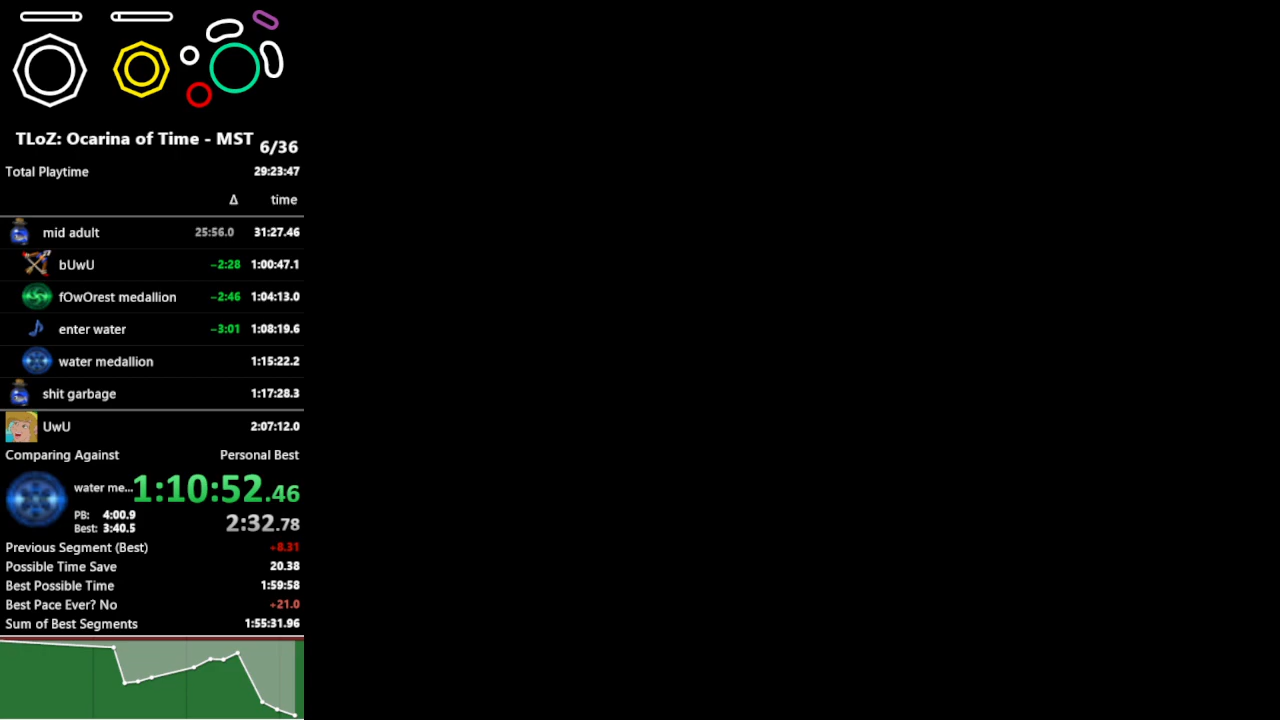 TLoZ: Ocarina of Time - MST
6/36
Total Playtime 29:23:47
Δ time
mid adult 25:56.0 31:27.46
bUwU −2:28 1:00:47.1
fOwOrest medallion −2:46 1:04:13.0
enter water −3:01 1:08:19.6
water medallion 1:15:22.2
shit garbage 1:17:28.3
UwU 2:07:12.0
Comparing Against Personal Best
water me... 1:10:52.46
PB: 4:00.9
Best: 3:40.5
2:32.78
Previous Segment (Best) +8.31
Possible Time Save 20.38
Best Possible Time 1:59:58
Best Pace Ever? No +21.0
Sum of Best Segments 1:55:31.96